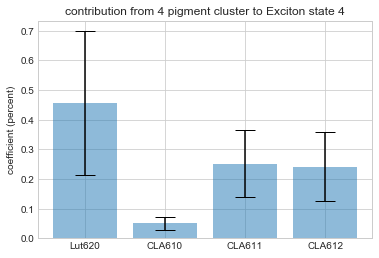 contribution from 4 pigment cluster to Exciton state 4
coefficient (percent)
0.7
0.6
0.5
0.4
0.3
0.2
0.1
0.0
Lut620 CLA610 CLA611 CLA612